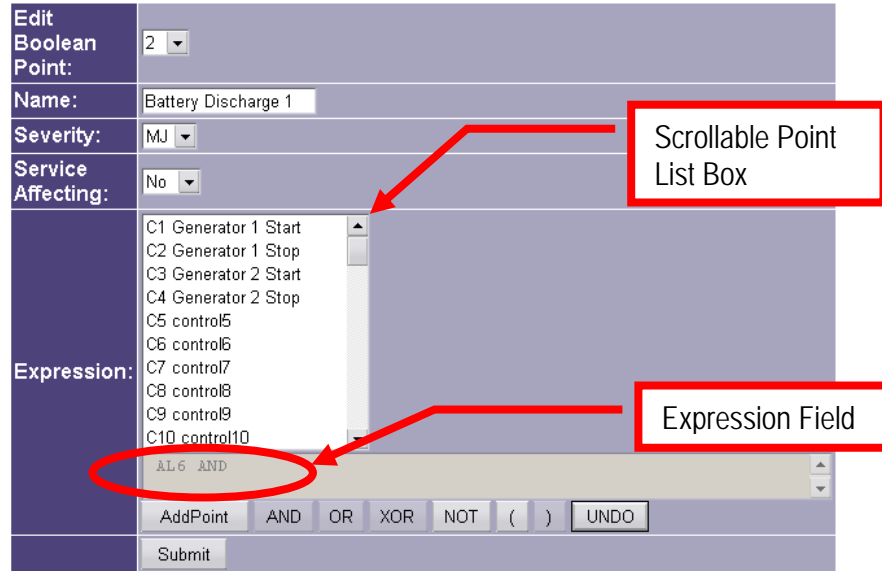 Edit
Boolean
Point:
2
Name:
Battery Discharge 1
Severity:
MJ
Service
Affecting:
No
Scrollable Point
List Box
Expression:
C1 Generator 1 Start
C2 Generator 1 Stop
C3 Generator 2 Start
C4 Generator 2 Stop
C5 control5
C6 control6
C7 control7
C8 control8
C9 control9
C10 control10
Expression Field
AL6 AND
AddPoint AND OR XOR NOT ( ) UNDO
Submit